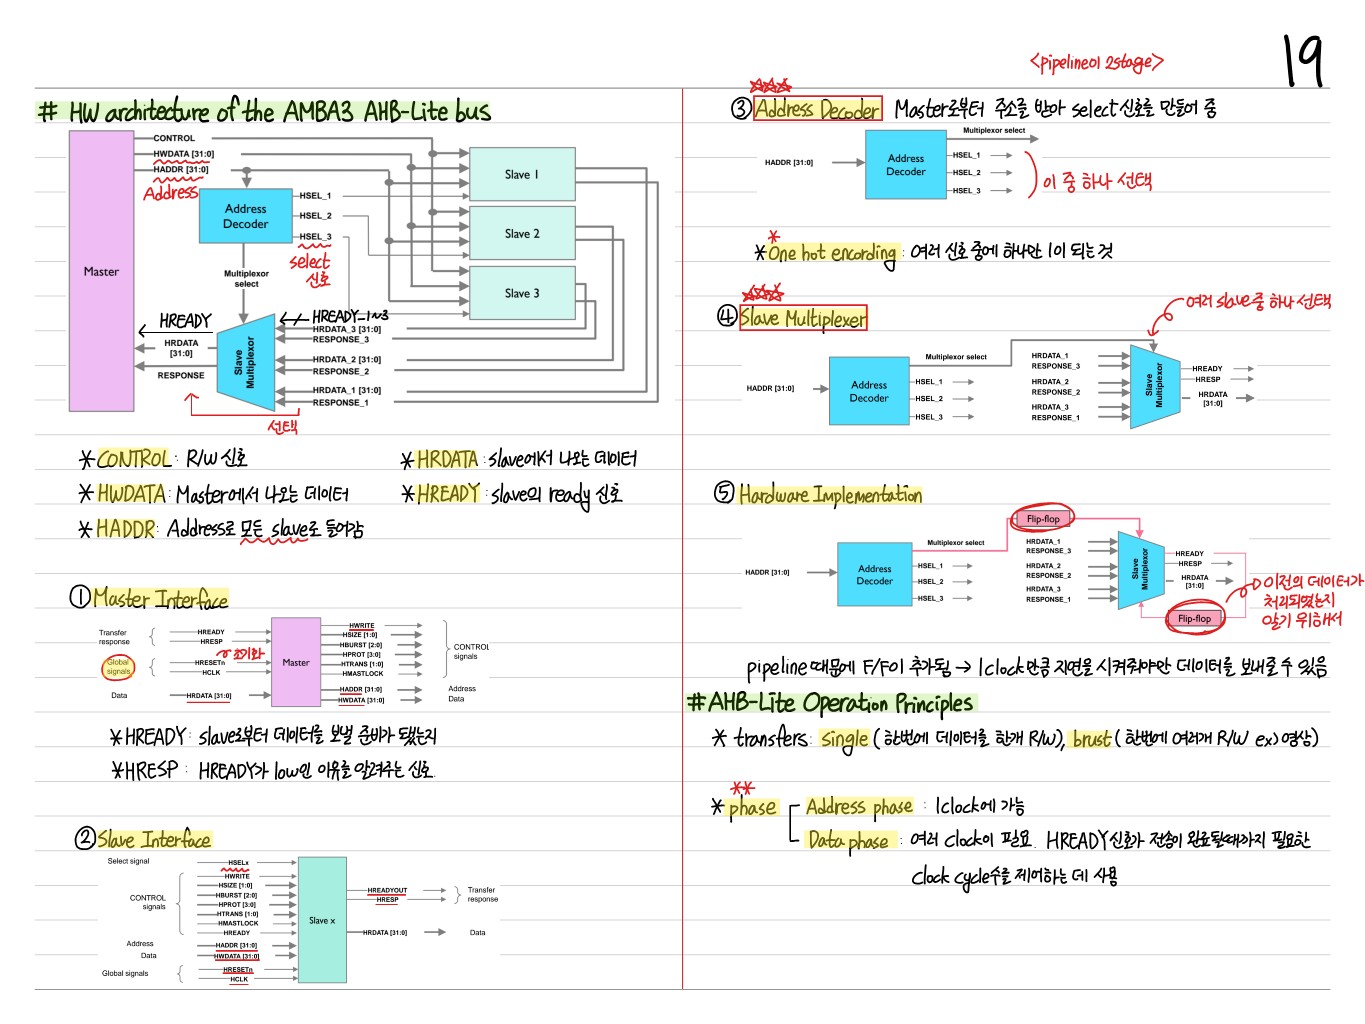 <pipeline이 2stage>
19
# HW architecture of the AMBA3 AHB-Lite bus
CONTROL
HWDATA [31:0]
HADDR [31:0]
Address
Master
Address Decoder
HSEL_1
HSEL_2
HSEL_3
select 신호
Slave 1
Slave 2
Slave 3
Multiplexor select
HREADY
HREADY_1~3
HRDATA [31:0]
RESPONSE
Slave Multiplexor
HRDATA_3 [31:0]
RESPONSE_3
HRDATA_2 [31:0]
RESPONSE_2
HRDATA_1 [31:0]
RESPONSE_1
선택
* CONTROL : R/W 신호
* HRDATA : slave에서 나오는 데이터
* HWDATA : Master에서 나오는 데이터
* HREADY : slave의 ready 신호
* HADDR : Address로 모든 slave로 들어감
① Master Interface
Transfer response
HREADY
HRESP
Global signals
HRESETn
초기화
HCLK
Data
HRDATA [31:0]
Master
HWRITE
HSIZE [1:0]
HBURST [2:0]
HPROT [3:0]
HTRANS [1:0]
HMASTLOCK
CONTROL signals
HADDR [31:0]
Address
HWDATA [31:0]
Data
* HREADY : slave로부터 데이터를 보낼 준비가 됐는지
* HRESP : HREADY가 low인 이유를 알려주는 신호
② Slave Interface
Select signal
HSELx
CONTROL signals
HWRITE
HSIZE [1:0]
HBURST [2:0]
HPROT [3:0]
HTRANS [1:0]
HMASTLOCK
HREADY
Address
HADDR [31:0]
Data
HWDATA [31:0]
Global signals
HRESETn
HCLK
Slave x
HREADYOUT
HRESP
Transfer response
HRDATA [31:0]
Data
③ Address Decoder Master로부터 주소를 받아 select신호를 만들어 줌
HADDR [31:0]
Address Decoder
Multiplexor select
HSEL_1
HSEL_2
HSEL_3
이 중 하나 선택
* One hot encording : 여러 신호 중에 하나만 1이 되는 것
④ Slave Multiplexer
여러 slave중 하나 선택
HADDR [31:0]
Address Decoder
Multiplexor select
HSEL_1
HSEL_2
HSEL_3
HRDATA_1
RESPONSE_3
HRDATA_2
RESPONSE_2
HRDATA_3
RESPONSE_1
Slave Multiplexor
HREADY
HRESP
HRDATA [31:0]
⑤ Hardware Implementation
Flip-flop
HADDR [31:0]
Address Decoder
Multiplexor select
HSEL_1
HSEL_2
HSEL_3
HRDATA_1
RESPONSE_3
HRDATA_2
RESPONSE_2
HRDATA_3
RESPONSE_1
Slave Multiplexor
HREADY
HRESP
HRDATA [31:0]
Flip-flop
이전의 데이터가
처리되었는지
알기 위해서
pipeline 때문에 F/F이 추가됨 → 1clock만큼 지연을 시켜줘야만 데이터를 보내줄 수 있음
# AHB-Lite Operation Principles
* transfers : single (한번에 데이터를 한개 R/W), brust (한번에 여러개 R/W ex) 영상)
* phase
Address phase : 1clock에 가능
Data phase : 여러 clock이 필요. HREADY신호가 전송이 완료될때까지 필요한
clock cycle수를 제어하는 데 사용